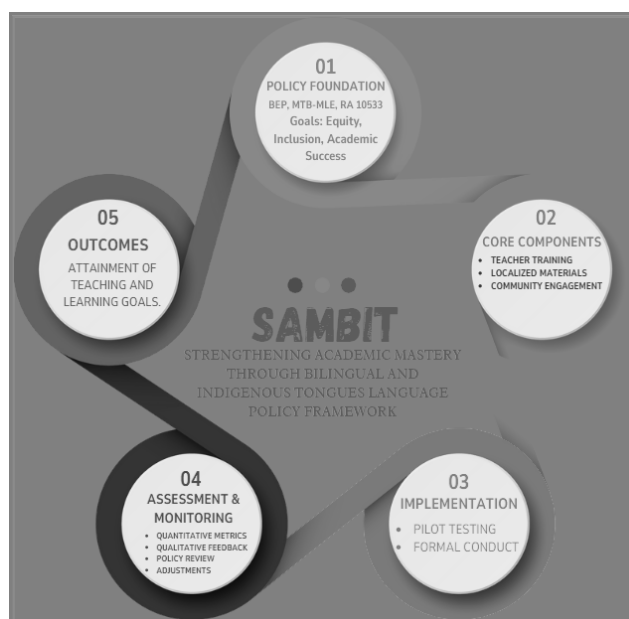 01
POLICY FOUNDATION
BEP, MTB-MLE, RA 10533
Goals: Equity,
Inclusion, Academic
Success
02
CORE COMPONENTS
• TEACHER TRAINING
• LOCALIZED MATERIALS
• COMMUNITY ENGAGEMENT
03
IMPLEMENTATION
• PILOT TESTING
• FORMAL CONDUCT
04
ASSESSMENT &
MONITORING
• QUANTITATIVE METRICS
• QUALITATIVE FEEDBACK
• POLICY REVIEW
• ADJUSTMENTS
05
OUTCOMES
ATTAINMENT OF
TEACHING AND
LEARNING GOALS.
SAMBIT
STRENGTHENING ACADEMIC MASTERY
THROUGH BILINGUAL AND
INDIGENOUS TONGUES LANGUAGE
POLICY FRAMEWORK